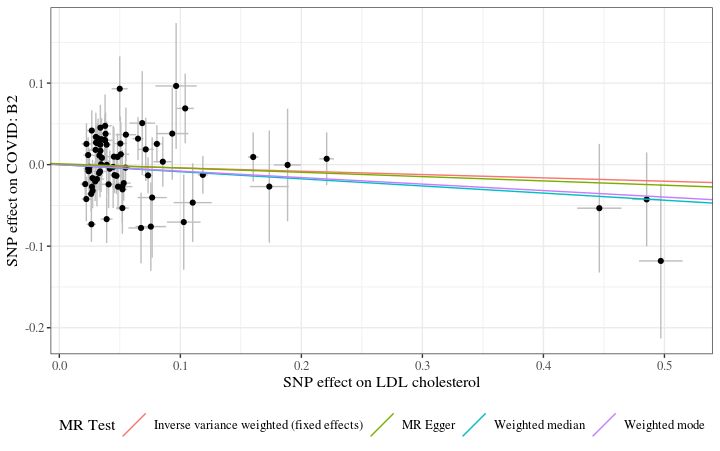 SNP effect on COVID: B2
0.1
0.0
-0.1
-0.2
0.0 0.1 0.2 0.3 0.4 0.5
SNP effect on LDL cholesterol
MR Test Inverse variance weighted (fixed effects) MR Egger Weighted median Weighted mode